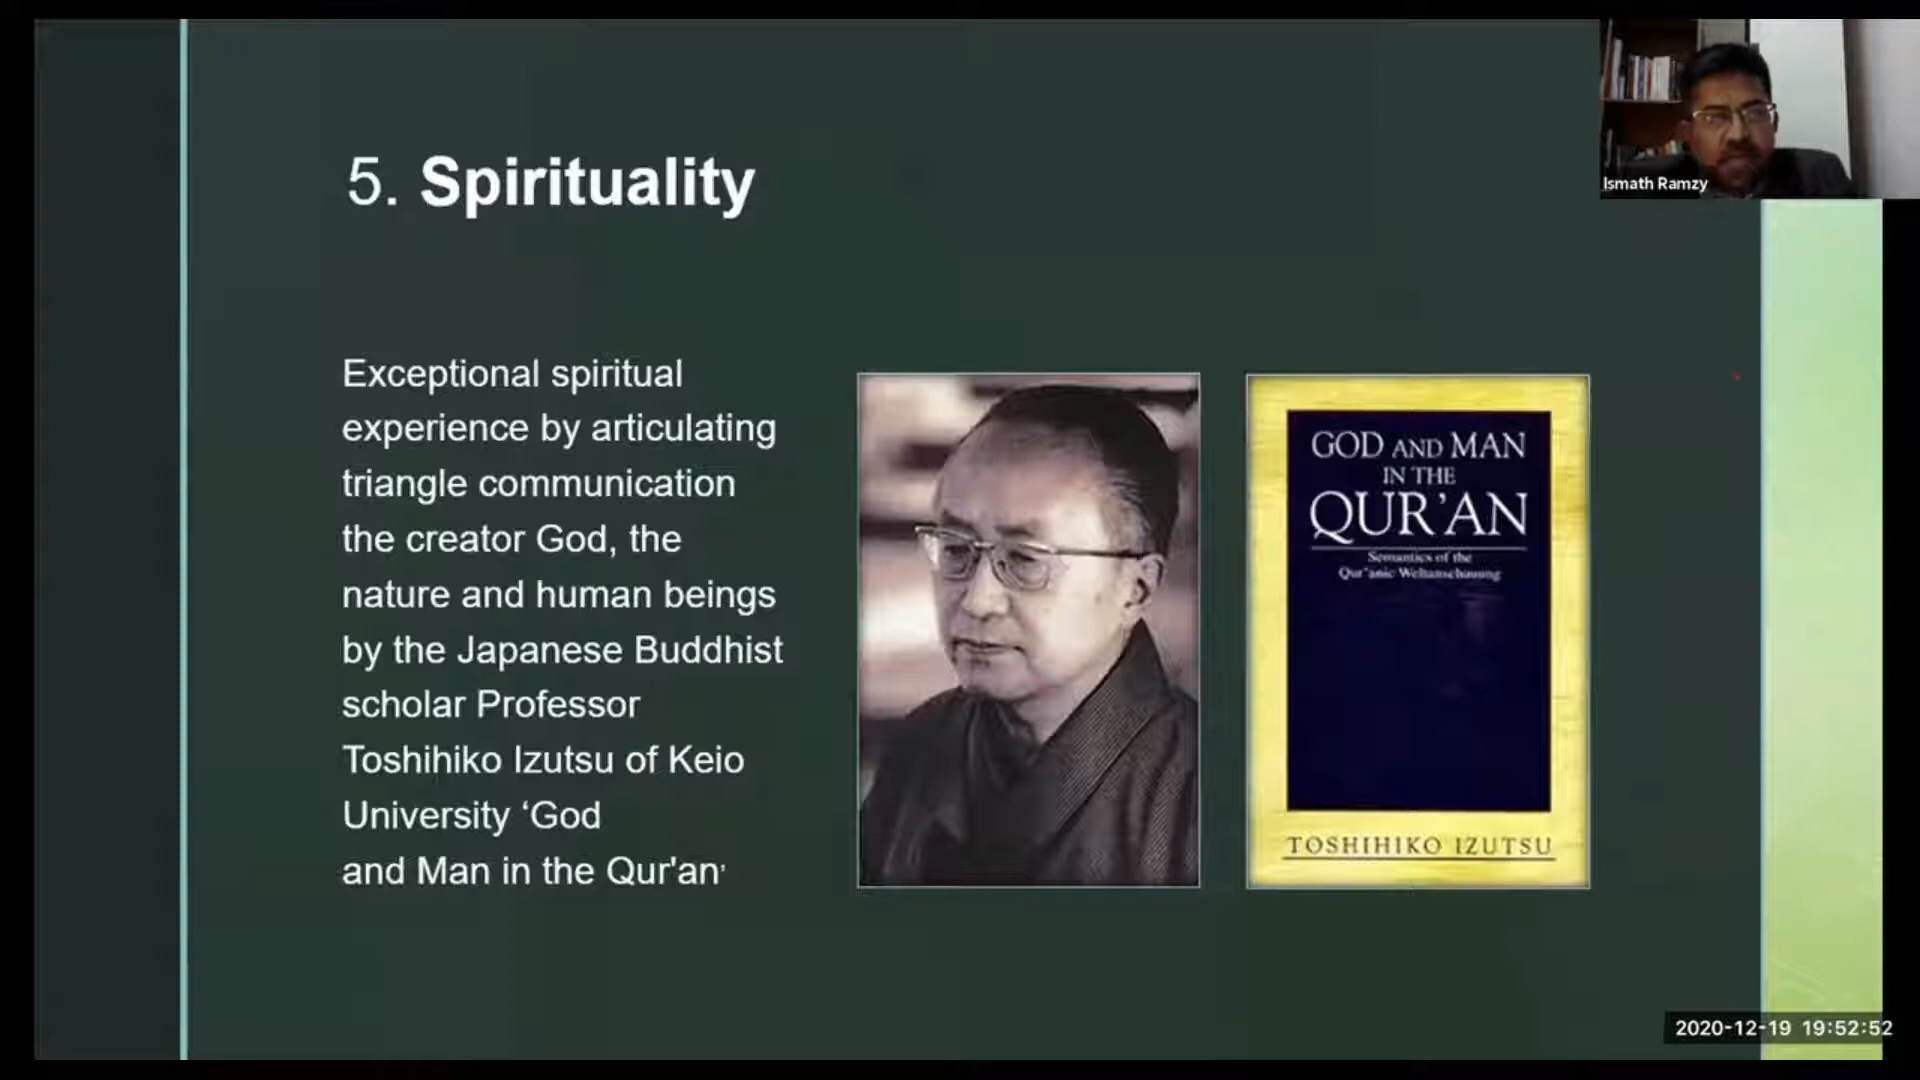 Ismath Ramzy
5. Spirituality
Exceptional spiritual
experience by articulating
triangle communication
the creator God, the
nature and human beings
by the Japanese Buddhist
scholar Professor
Toshihiko Izutsu of Keio
University ‘God
and Man in the Qur'an’
GOD AND MAN
IN THE
QUR’AN
Semantics of the
Qur’anic Weltanschauung
TOSHIHIKO IZUTSU
2020-12-19 19:52:52